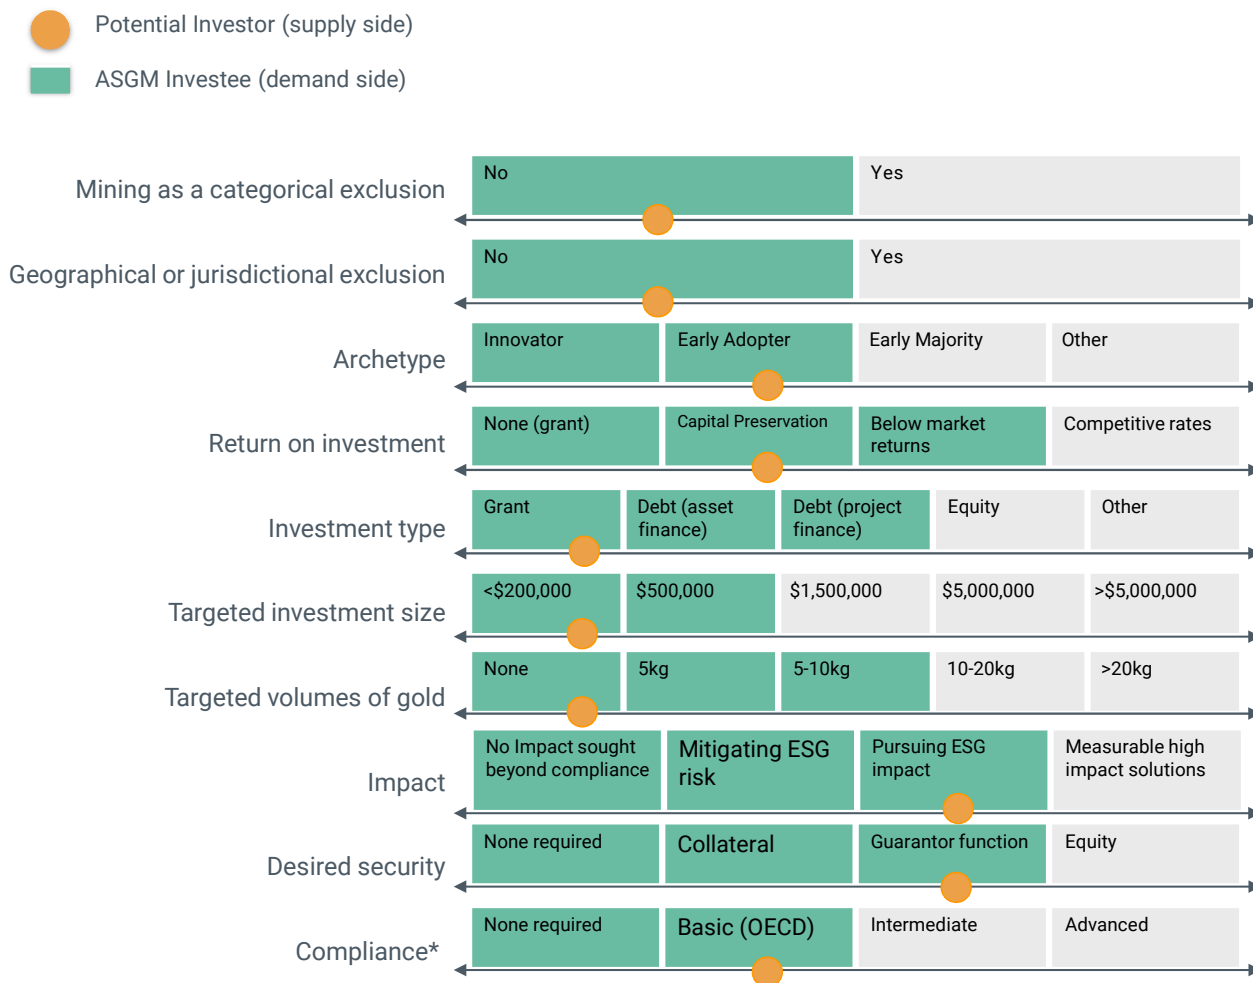 Potential Investor (supply side)
ASGM Investee (demand side)
Mining as a categorical exclusion
No
Yes
Geographical or jurisdictional exclusion
No
Yes
Archetype
Innovator
Early Adopter
Early Majority
Other
Return on investment
None (grant)
Capital Preservation
Below market
returns
Competitive rates
Investment type
Grant
Debt (asset
finance)
Debt (project
finance)
Equity
Other
Targeted investment size
<$200,000
$500,000
$1,500,000
$5,000,000
>$5,000,000
Targeted volumes of gold
None
5kg
5-10kg
10-20kg
>20kg
Impact
No Impact sought
beyond compliance
Mitigating ESG
risk
Pursuing ESG
impact
Measurable high
impact solutions
Desired security
None required
Collateral
Guarantor function
Equity
Compliance*
None required
Basic (OECD)
Intermediate
Advanced